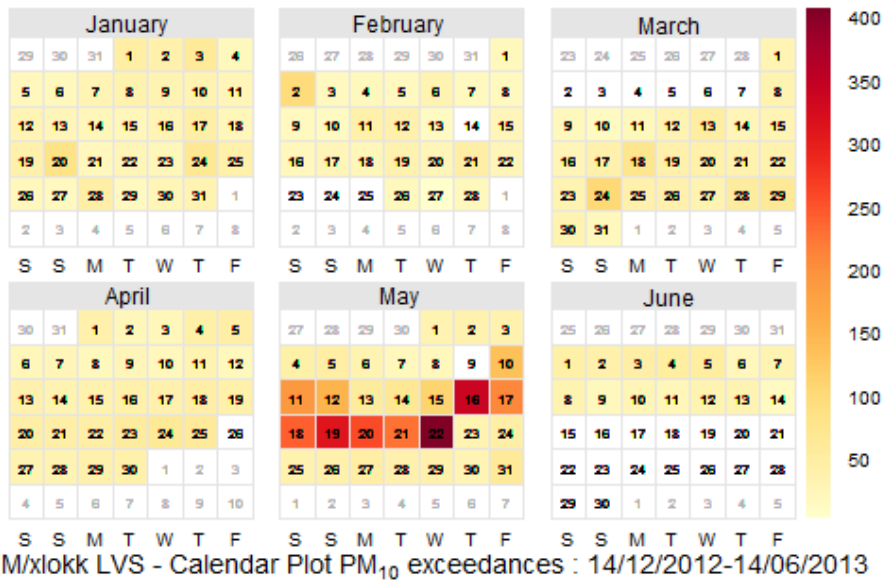 January February March
29 30 31 1 2 3 4 26 27 28 29 30 31 1 23 24 25 26 27 28 1
5 6 7 8 9 10 11 2 3 4 5 6 7 8 2 3 4 5 6 7 8
12 13 14 15 16 17 18 9 10 11 12 13 14 15 9 10 11 12 13 14 15
19 20 21 22 23 24 25 16 17 18 19 20 21 22 16 17 18 19 20 21 22
26 27 28 29 30 31 1 23 24 25 26 27 28 1 23 24 25 26 27 28 29
2 3 4 5 6 7 8 2 3 4 5 6 7 8 30 31 1 2 3 4 5
S S M T W T F S S M T W T F S S M T W T F
April May June
30 31 1 2 3 4 5 27 28 29 30 1 2 3 25 26 27 28 29 30 31
6 7 8 9 10 11 12 4 5 6 7 8 9 10 1 2 3 4 5 6 7
13 14 15 16 17 18 19 11 12 13 14 15 16 17 8 9 10 11 12 13 14
20 21 22 23 24 25 26 18 19 20 21 22 23 24 15 16 17 18 19 20 21
27 28 29 30 1 2 3 25 26 27 28 29 30 31 22 23 24 25 26 27 28
4 5 6 7 8 9 10 1 2 3 4 5 6 7 29 30 1 2 3 4 5
S S M T W T F S S M T W T F S S M T W T F
400
350
300
250
200
150
100
50
M/xlokk LVS - Calendar Plot PM₁₀ exceedances : 14/12/2012-14/06/2013